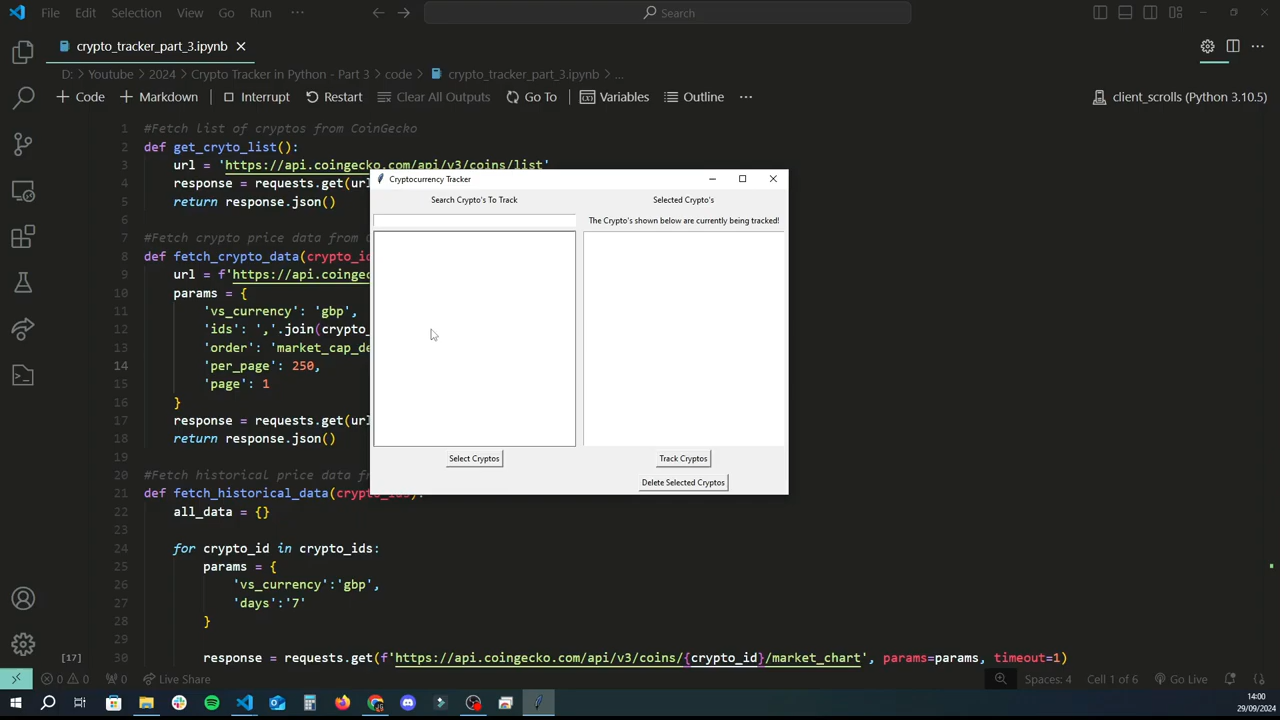 File Edit Selection View Go Run ··· Search
crypto_tracker_part_3.ipynb
D: > Youtube > 2024 > Crypto Tracker in Python - Part 3 > code > crypto_tracker_part_3.ipynb > ...
+ Code + Markdown Interrupt Restart Clear All Outputs Go To Variables Outline ··· client_scrolls (Python 3.10.5)
1 #Fetch list of cryptos from CoinGecko
2 def get_cryto_list():
3 url = 'https://api.coingecko.com/api/v3/coins/list'
4 response = requests.get(url
5 return response.json()
6
7 #Fetch crypto price data from
8 def fetch_crypto_data(crypto_id
9 url = f'https://api.coingec
10 params = {
11 'vs_currency': 'gbp',
12 'ids': ','.join(crypto_
13 'order': 'market_cap_de
14 'per_page': 250,
15 'page': 1
16 }
17 response = requests.get(url
18 return response.json()
19
20 #Fetch historical price data fr
21 def fetch_historical_data(crypto_ids):
22 all_data = {}
23
24 for crypto_id in crypto_ids:
25 params = {
26 'vs_currency':'gbp',
27 'days':'7'
28 }
29
30 response = requests.get(f'https://api.coingecko.com/api/v3/coins/{crypto_id}/market_chart', params=params, timeout=1)
[17]
Cryptocurrency Tracker
Search Crypto's To Track
Selected Crypto's
The Crypto's shown below are currently being tracked!
Select Cryptos
Track Cryptos
Delete Selected Cryptos
0 0 0 Live Share Spaces: 4 Cell 1 of 6 Go Live
14:00
29/09/2024